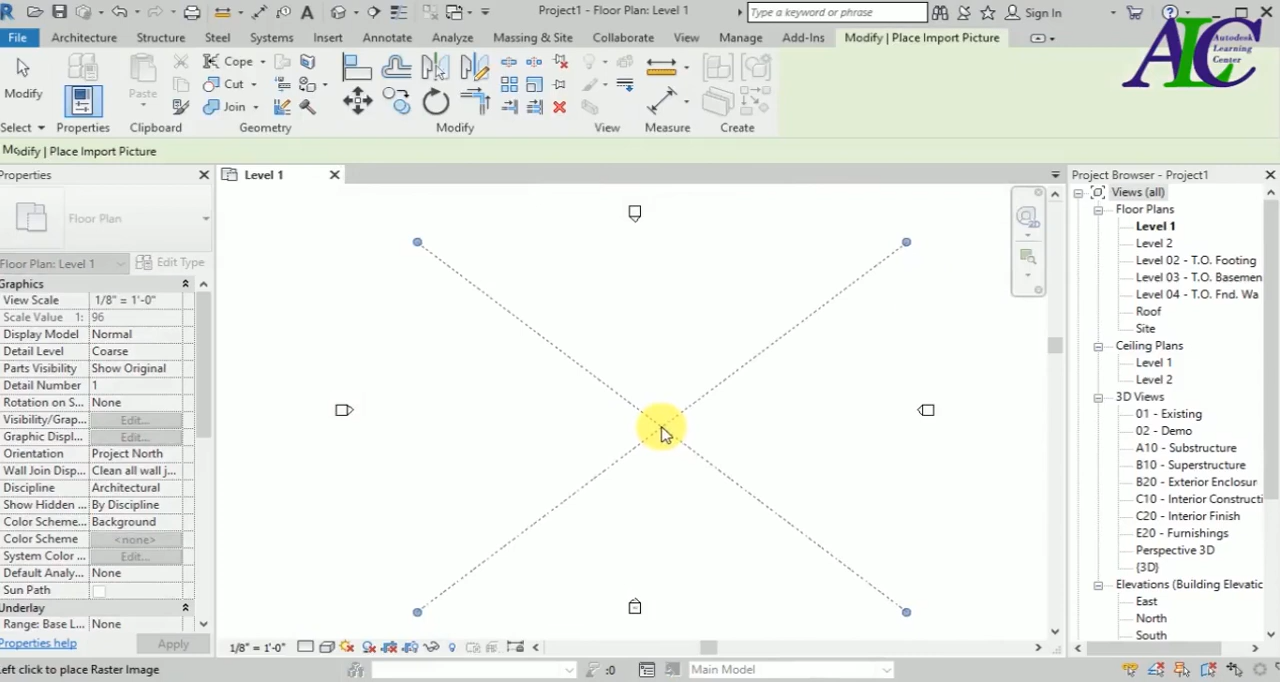 Project1 - Floor Plan: Level 1
Type a keyword or phrase
Sign In
File
Architecture
Structure
Steel
Systems
Insert
Annotate
Analyze
Massing & Site
Collaborate
View
Manage
Add-Ins
Modify | Place Import Picture
ALC
Autodesk
Learning
Center
Modify
Paste
Cope
Cut
Join
Select
Properties
Clipboard
Geometry
Modify
View
Measure
Create
Modify | Place Import Picture
Properties
Floor Plan
Floor Plan: Level 1
Edit Type
Graphics
View Scale 1/8" = 1'-0"
Scale Value 1: 96
Display Model Normal
Detail Level Coarse
Parts Visibility Show Original
Detail Number 1
Rotation on S... None
Visibility/Grap... Edit...
Graphic Displ... Edit...
Orientation Project North
Wall Join Disp... Clean all wall j...
Discipline Architectural
Show Hidden ... By Discipline
Color Scheme... Background
Color Scheme <none>
System Color ... Edit...
Default Analy... None
Sun Path
Underlay
Range: Base L... None
Properties help
Apply
Level 1
2D
1/8" = 1'-0"
Project Browser - Project1
Views (all)
Floor Plans
Level 1
Level 2
Level 02 - T.O. Footing
Level 03 - T.O. Basemen
Level 04 - T.O. Fnd. Wa
Roof
Site
Ceiling Plans
Level 1
Level 2
3D Views
01 - Existing
02 - Demo
A10 - Substructure
B10 - Superstructure
B20 - Exterior Enclosur
C10 - Interior Constructi
C20 - Interior Finish
E20 - Furnishings
Perspective 3D
{3D}
Elevations (Building Elevatic
East
North
South
Left click to place Raster Image
:0
Main Model